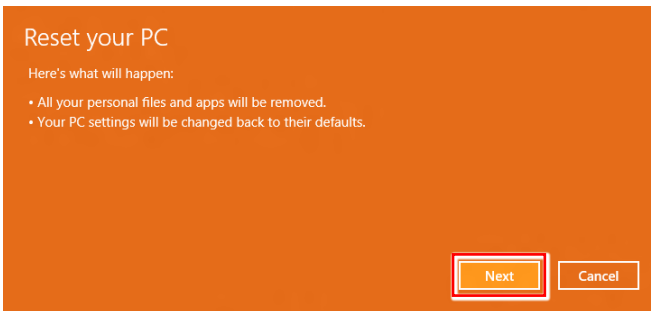 Reset your PC
Here's what will happen:
• All your personal files and apps will be removed.
• Your PC settings will be changed back to their defaults.
Next
Cancel